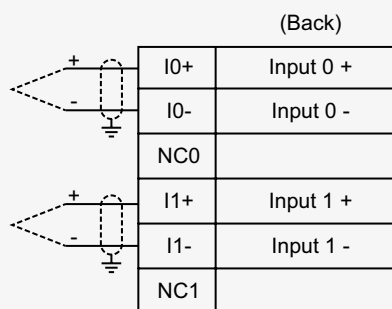 (Back)
+ I0+ Input 0 +
- I0- Input 0 -
NC0
+ I1+ Input 1 +
- I1- Input 1 -
NC1